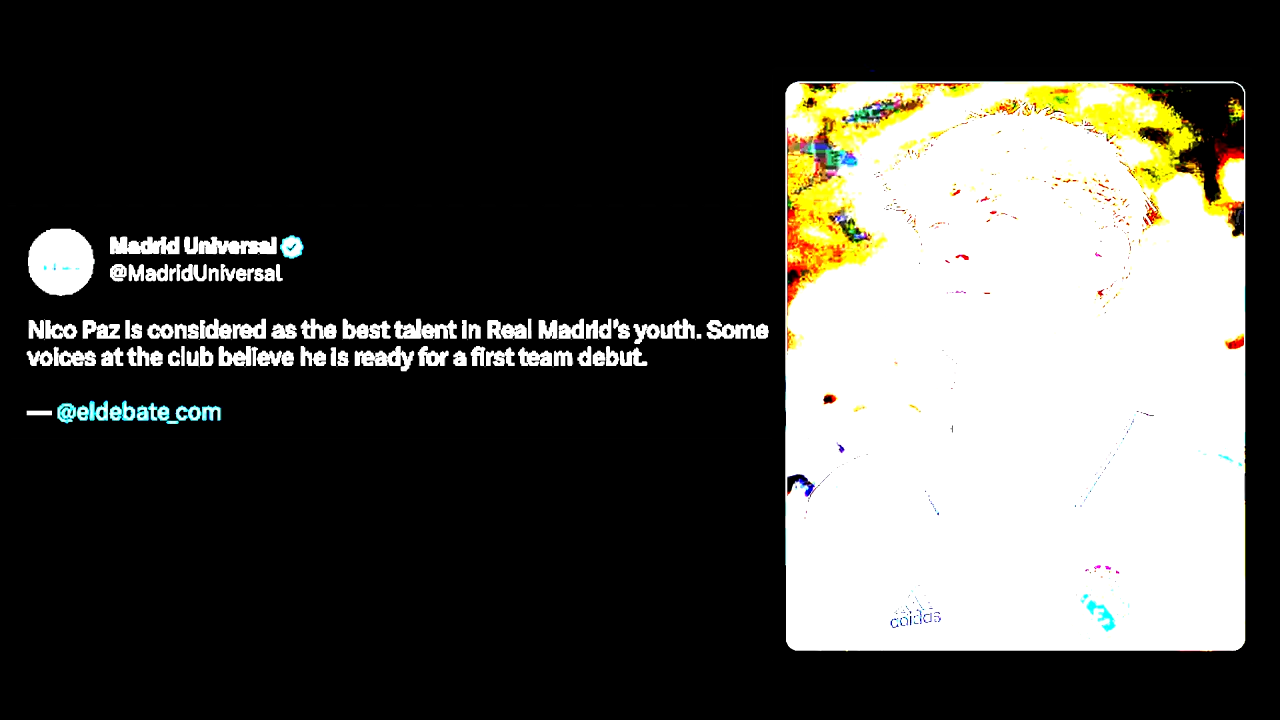 Madrid Universal
@MadridUniversal
Nico Paz is considered as the best talent in Real Madrid's youth. Some
voices at the club believe he is ready for a first team debut.
— @eldebate_com
adidas